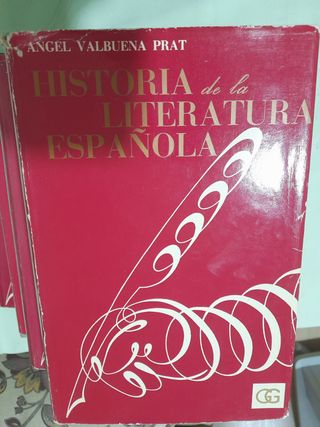 ANGEL VALBUENA PRAT
HISTORIA de la
LITERATURA
ESPAÑOLA
GG